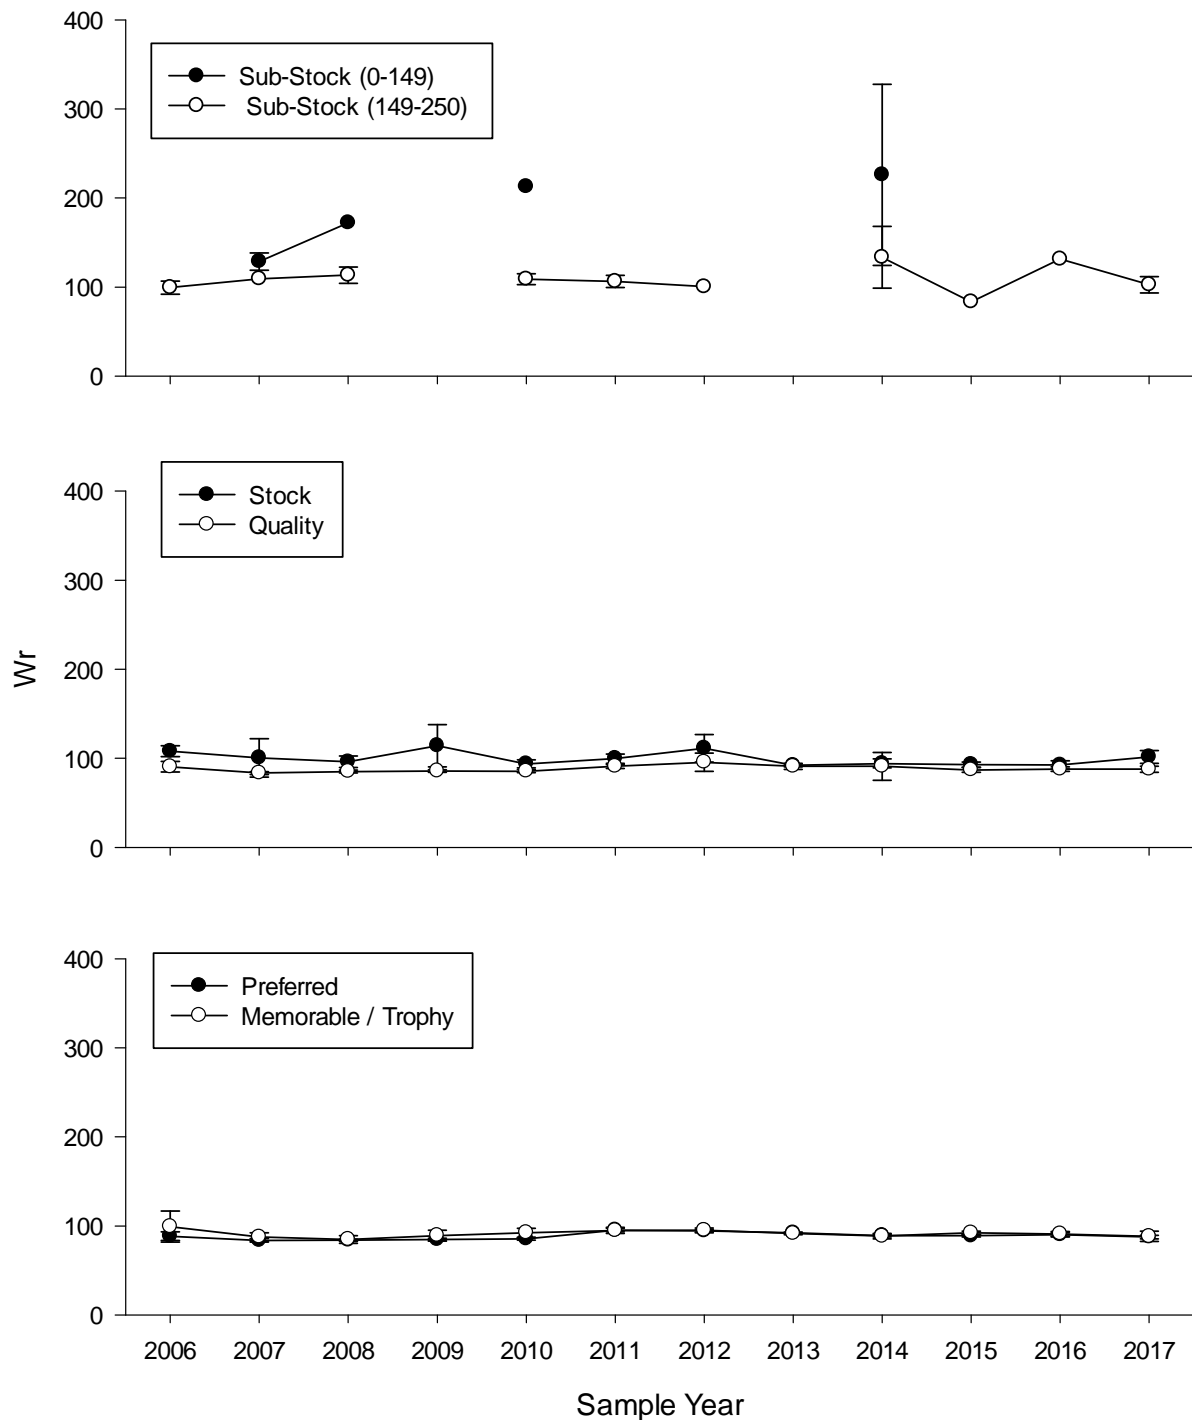 400
Sub-Stock (0-149)
Sub-Stock (149-250)
300
200
100
0
Stock
Quality
400
300
200
100
0
Wr
Preferred
Memorable / Trophy
400
300
200
100
0
2006 2007 2008 2009 2010 2011 2012 2013 2014 2015 2016 2017
Sample Year